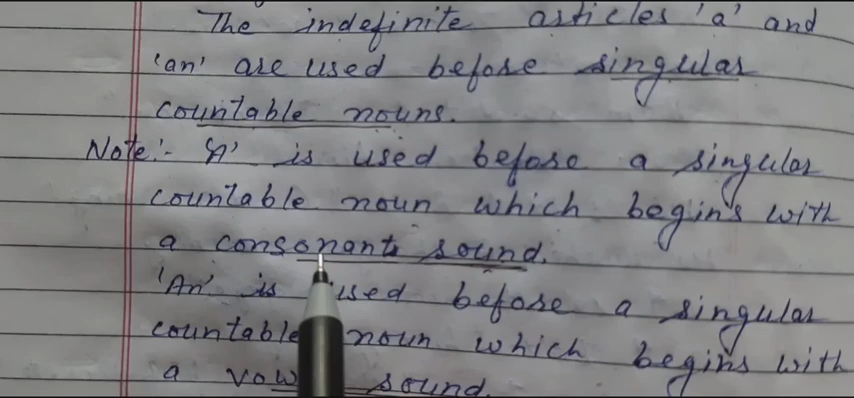 The indefinite articles 'a' and
'an' are used before singular
countable nouns.
Note:- 'A' is used before a singular
countable noun which begins with
a consonant sound.
'An' is used before a singular
countable noun which begins with
a vow sound.